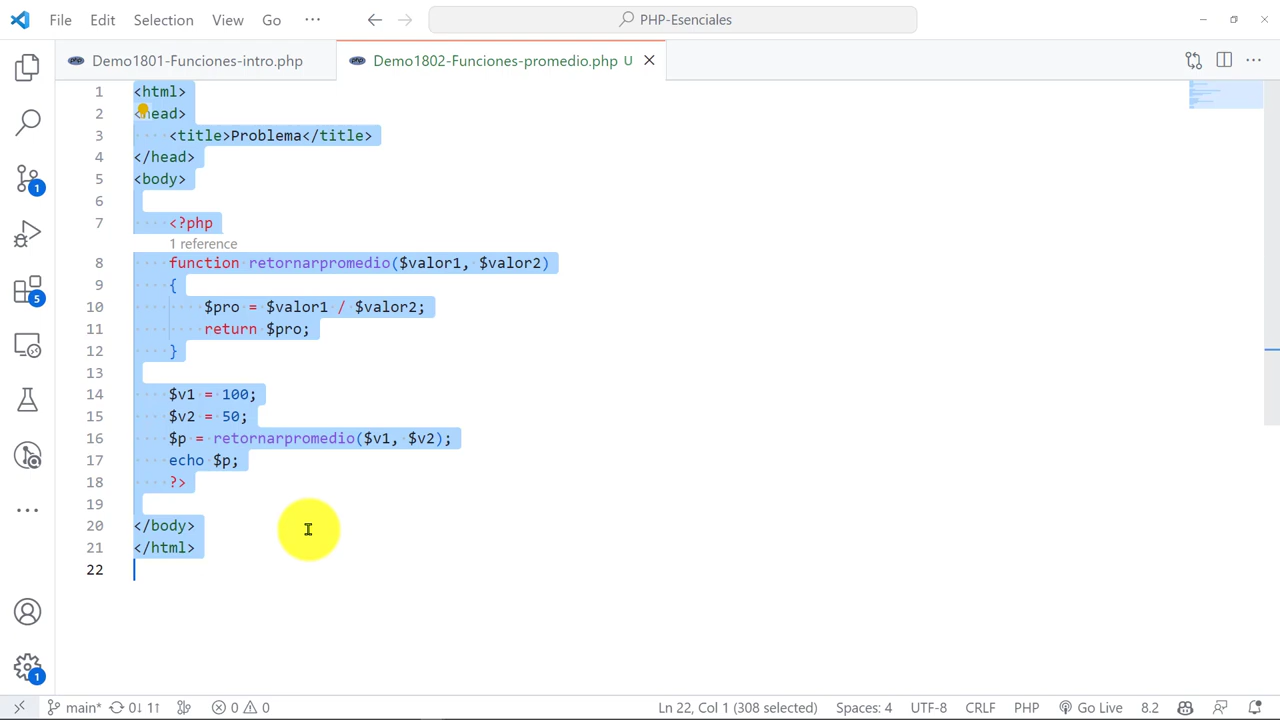 File Edit Selection View Go ··· PHP-Esenciales
Demo1801-Funciones-intro.php Demo1802-Funciones-promedio.php U
1 <html>
2 <head>
3 <title>Problema</title>
4 </head>
5 <body>
6
7 <?php
1 reference
8 function retornarpromedio($valor1, $valor2)
9 {
10 $pro = $valor1 / $valor2;
11 return $pro;
12 }
13
14 $v1 = 100;
15 $v2 = 50;
16 $p = retornarpromedio($v1, $v2);
17 echo $p;
18 ?>
19
20 </body>
21 </html>
22
1
5
1
main* 0↓ 1↑ 0 0 Ln 22, Col 1 (308 selected) Spaces: 4 UTF-8 CRLF PHP Go Live 8.2